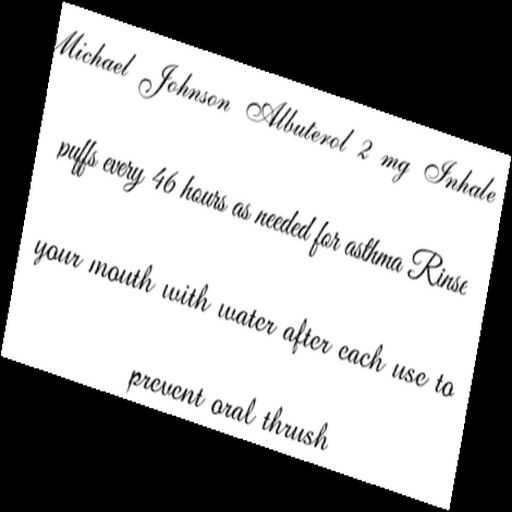 Michael Johnson Albuterol 2 mg Inhale
puffs every 46 hours as needed for asthma Rinse
your mouth with water after each use to
prevent oral thrush